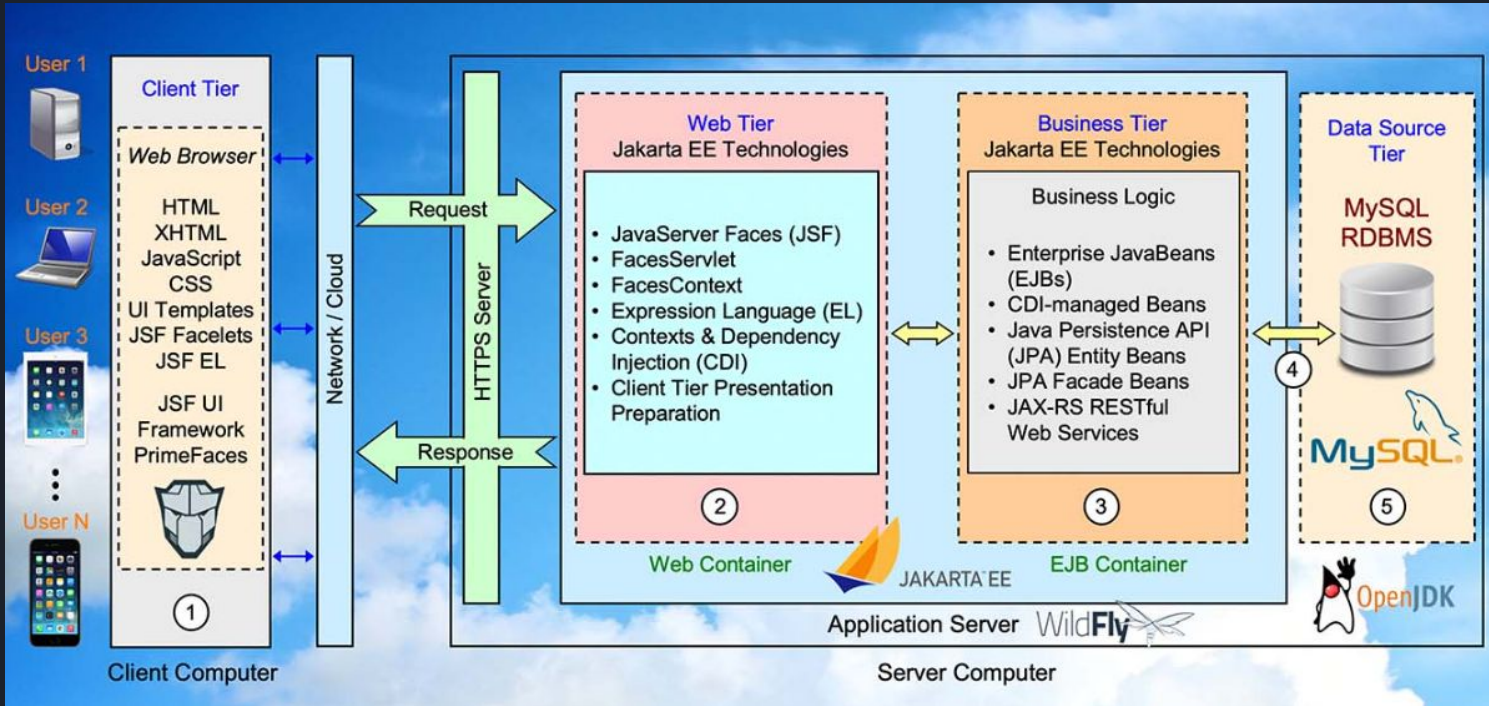 User 1
User 2
User 3
User N
Client Tier
Web Browser
HTML
XHTML
JavaScript
CSS
UI Templates
JSF Facelets
JSF EL
JSF UI
Framework
PrimeFaces
1
Client Computer
Network / Cloud
HTTPS Server
Request
Response
Web Tier
Jakarta EE Technologies
• JavaServer Faces (JSF)
• FacesServlet
• FacesContext
• Expression Language (EL)
• Contexts & Dependency
Injection (CDI)
• Client Tier Presentation
Preparation
2
Web Container
JAKARTA EE
Business Tier
Jakarta EE Technologies
Business Logic
• Enterprise JavaBeans
(EJBs)
• CDI-managed Beans
• Java Persistence API
(JPA) Entity Beans
• JPA Facade Beans
• JAX-RS RESTful
Web Services
3
EJB Container
Application Server
WildFly
4
Data Source
Tier
MySQL
RDBMS
MySQL®
5
OpenJDK
Server Computer